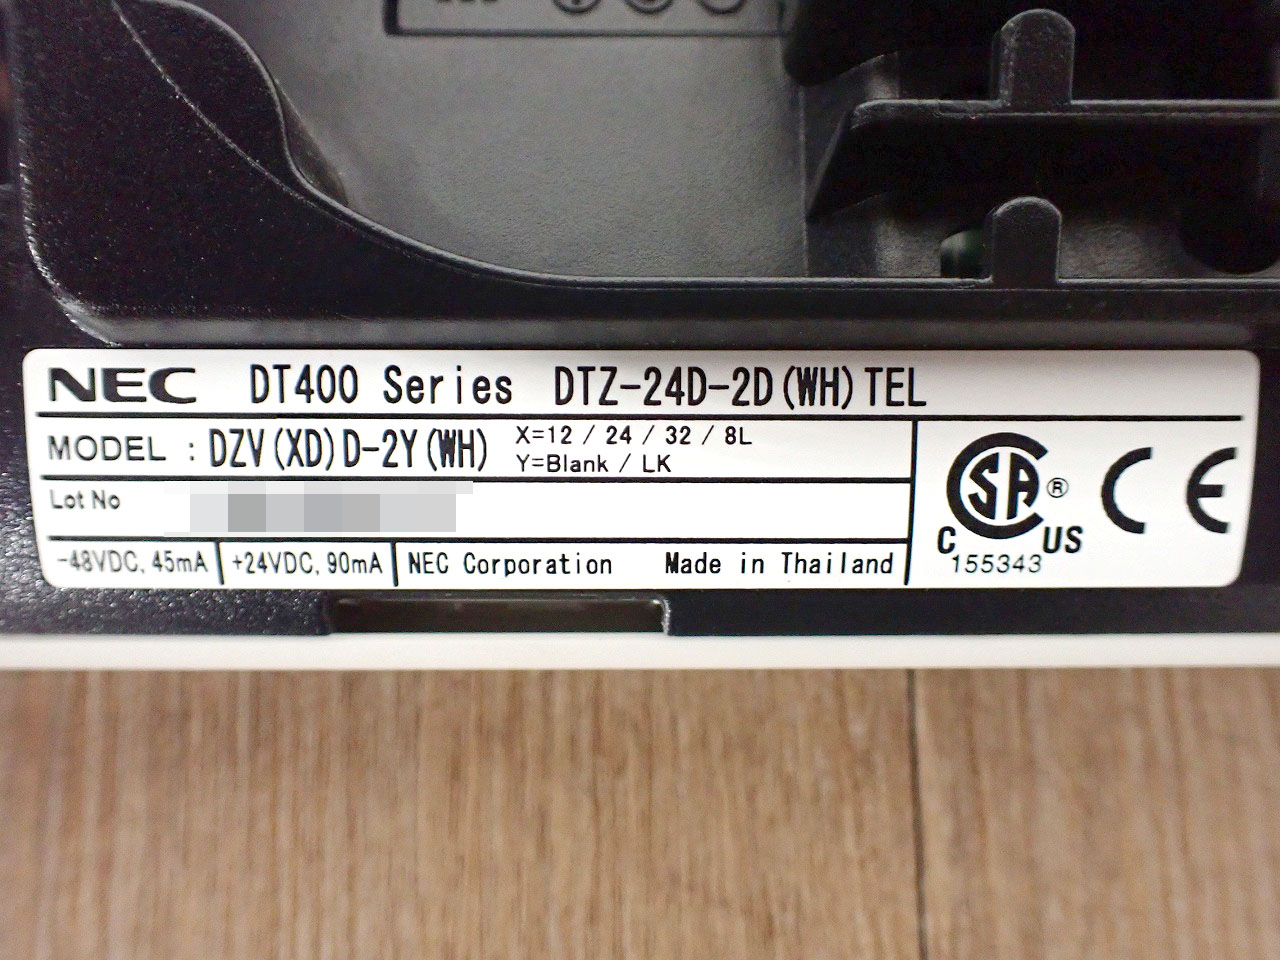 NEC DT400 Series DTZ-24D-2D(WH)TEL
MODEL : DZV(XD)D-2Y(WH) X=12 / 24 / 32 / 8L
Y=Blank / LK
Lot No
-48VDC, 45mA +24VDC, 90mA NEC Corporation Made in Thailand
CSA ® CE
C US
155343